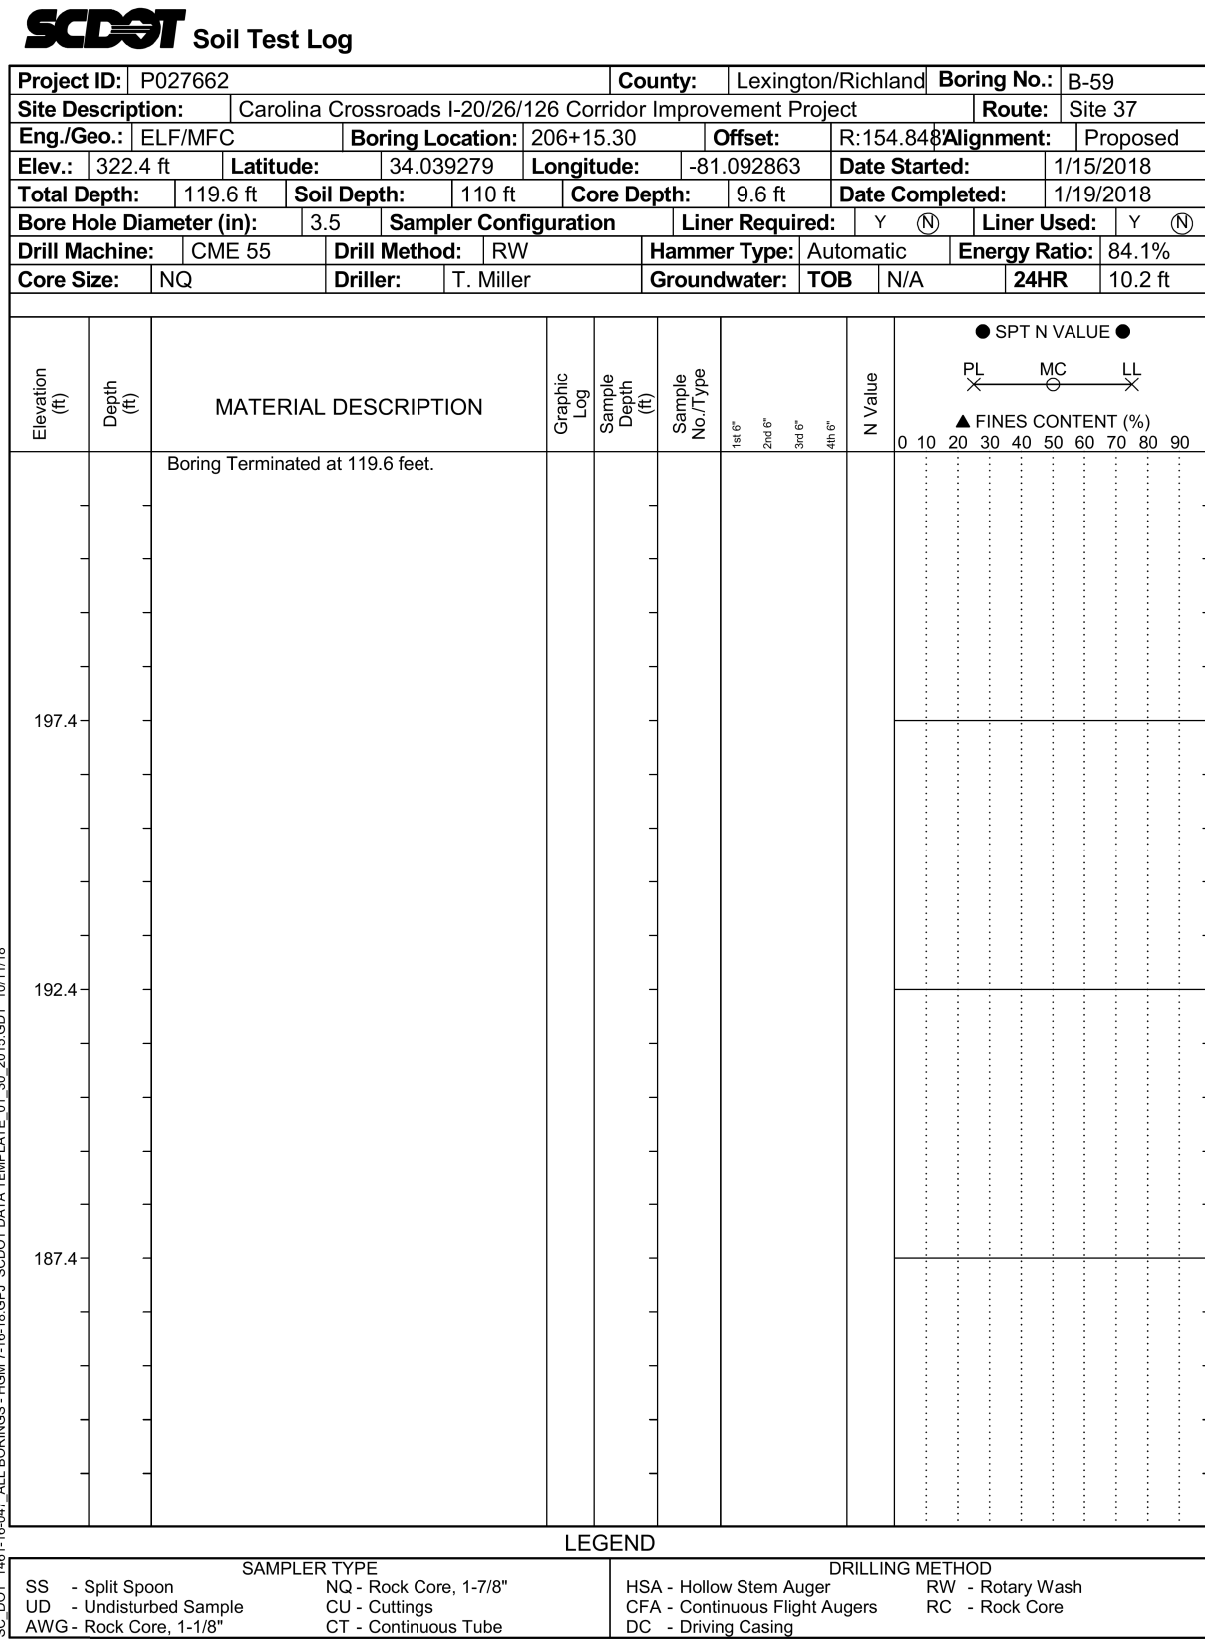 SCDOT Soil Test Log
Project ID: P027662 County: Lexington/Richland Boring No.: B-59
Site Description: Carolina Crossroads I-20/26/126 Corridor Improvement Project Route: Site 37
Eng./Geo.: ELF/MFC Boring Location: 206+15.30 Offset: R:154.848' Alignment: Proposed
Elev.: 322.4 ft Latitude: 34.039279 Longitude: -81.092863 Date Started: 1/15/2018
Total Depth: 119.6 ft Soil Depth: 110 ft Core Depth: 9.6 ft Date Completed: 1/19/2018
Bore Hole Diameter (in): 3.5 Sampler Configuration Liner Required: Y N Liner Used: Y N
Drill Machine: CME 55 Drill Method: RW Hammer Type: Automatic Energy Ratio: 84.1%
Core Size: NQ Driller: T. Miller Groundwater: TOB N/A 24HR 10.2 ft
Elevation (ft)
Depth (ft)
MATERIAL DESCRIPTION
Graphic Log
Sample Depth (ft)
Sample No./Type
1st 6"
2nd 6"
3rd 6"
4th 6"
N Value
● SPT N VALUE ●
PL MC LL
▲ FINES CONTENT (%)
0 10 20 30 40 50 60 70 80 90
Boring Terminated at 119.6 feet.
197.4
192.4
187.4
LEGEND
SAMPLER TYPE DRILLING METHOD
SS - Split Spoon NQ - Rock Core, 1-7/8" HSA - Hollow Stem Auger RW - Rotary Wash
UD - Undisturbed Sample CU - Cuttings CFA - Continuous Flight Augers RC - Rock Core
AWG - Rock Core, 1-1/8" CT - Continuous Tube DC - Driving Casing